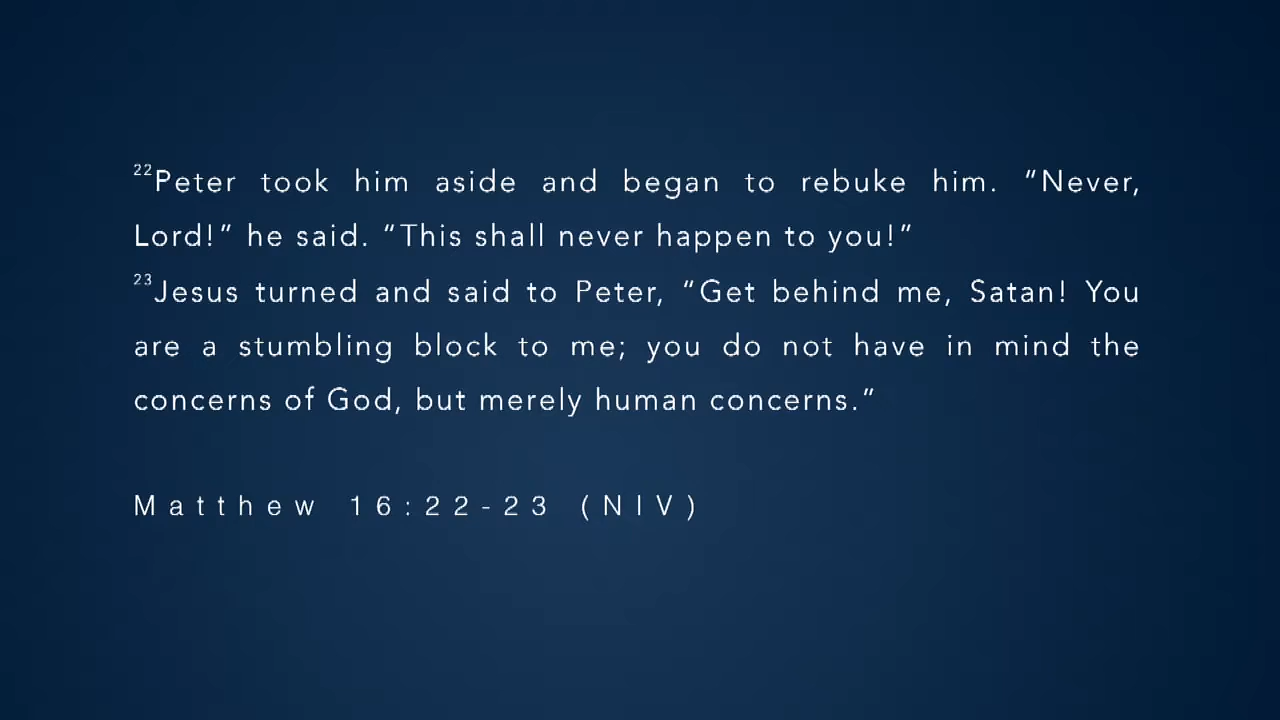 22Peter took him aside and began to rebuke him. “Never,
Lord!” he said. “This shall never happen to you!”
23Jesus turned and said to Peter, “Get behind me, Satan! You
are a stumbling block to me; you do not have in mind the
concerns of God, but merely human concerns.”
Matthew 16:22-23 (NIV)